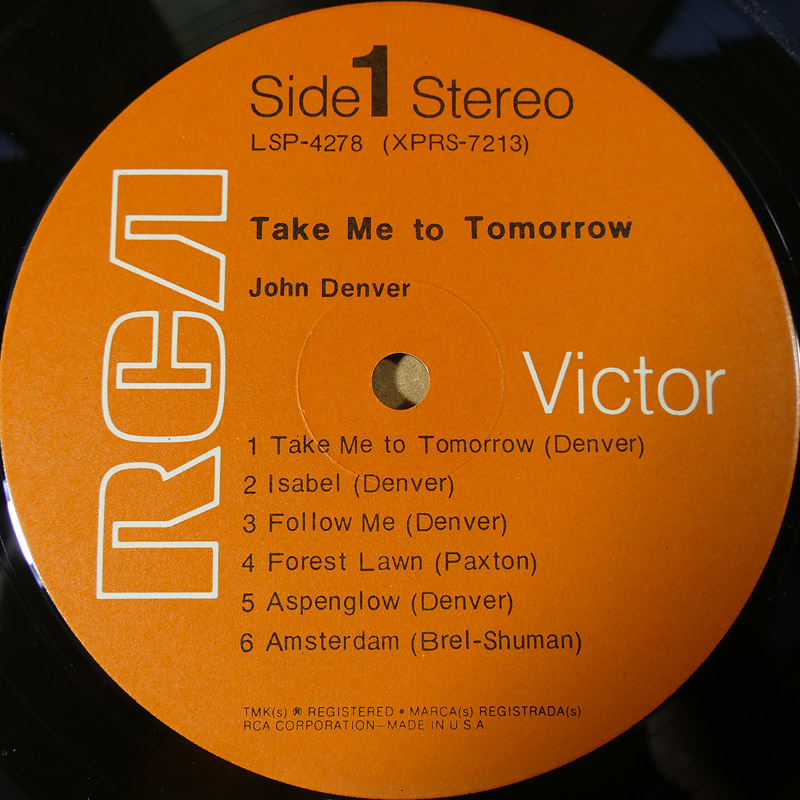 Side 1 Stereo
LSP-4278 (XPRS-7213)
Take Me to Tomorrow
John Denver
RCA
Victor
1 Take Me to Tomorrow (Denver)
2 Isabel (Denver)
3 Follow Me (Denver)
4 Forest Lawn (Paxton)
5 Aspenglow (Denver)
6 Amsterdam (Brel-Shuman)
TMK(s) ® REGISTERED • MARCA(s) REGISTRADA(s)
RCA CORPORATION—MADE IN U.S.A.